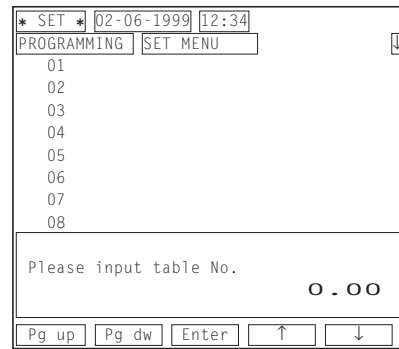 * SET * 02-06-1999 12:34
PROGRAMMING SET MENU ↓
01
02
03
04
05
06
07
08
Please input table No.
0.00
Pg up Pg dw Enter ↑ ↓